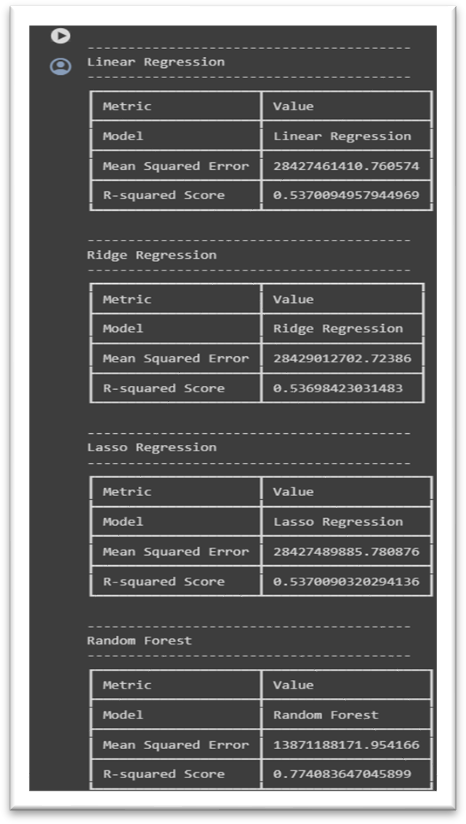 ----------------------------------------
Linear Regression
----------------------------------------
Metric Value
Model Linear Regression
Mean Squared Error 28427461410.760574
R-squared Score 0.5370094957944969
----------------------------------------
Ridge Regression
----------------------------------------
Metric Value
Model Ridge Regression
Mean Squared Error 28429012702.72386
R-squared Score 0.53698423031483
----------------------------------------
Lasso Regression
----------------------------------------
Metric Value
Model Lasso Regression
Mean Squared Error 28427489885.780876
R-squared Score 0.5370090320294136
----------------------------------------
Random Forest
----------------------------------------
Metric Value
Model Random Forest
Mean Squared Error 13871188171.954166
R-squared Score 0.774083647045899